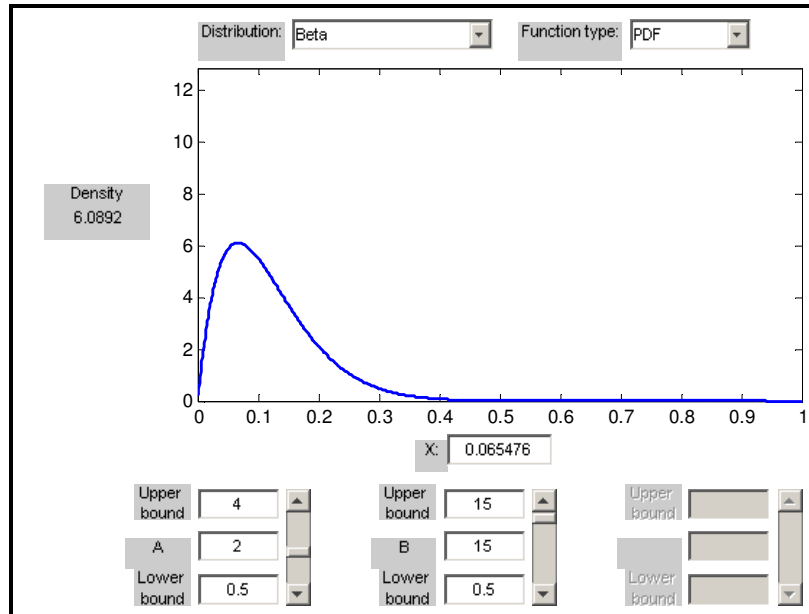 Distribution: Beta Function type: PDF
12
10
8
6
4
2
0
Density
6.0892
0 0.1 0.2 0.3 0.4 0.5 0.6 0.7 0.8 0.9 1
X: 0.065476
Upper bound 4 Upper bound 15 Upper bound
A 2 B 15
Lower bound 0.5 Lower bound 0.5 Lower bound